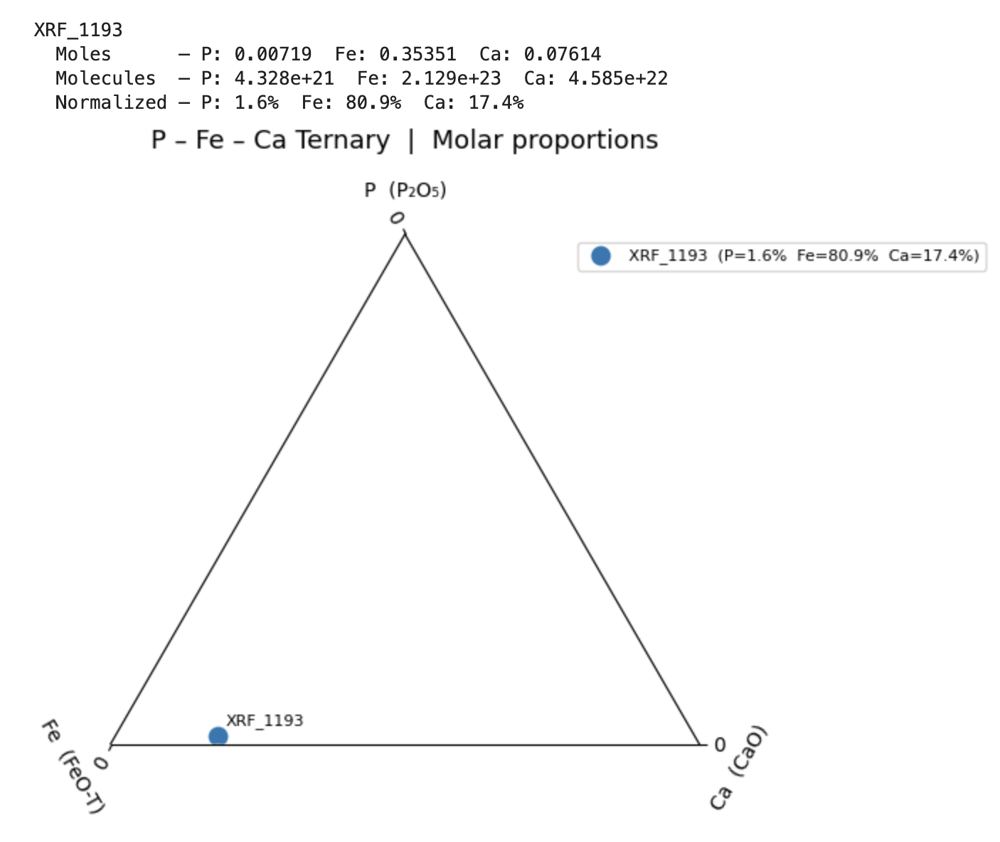 XRF_1193
Moles      – P: 0.00719  Fe: 0.35351  Ca: 0.07614
Molecules  – P: 4.328e+21  Fe: 2.129e+23  Ca: 4.585e+22
Normalized – P: 1.6%  Fe: 80.9%  Ca: 17.4%
P – Fe – Ca Ternary  |  Molar proportions
P  (P₂O₅)
0
XRF_1193  (P=1.6%  Fe=80.9%  Ca=17.4%)
XRF_1193
Fe  (FeO-T)
0
0
Ca  (CaO)